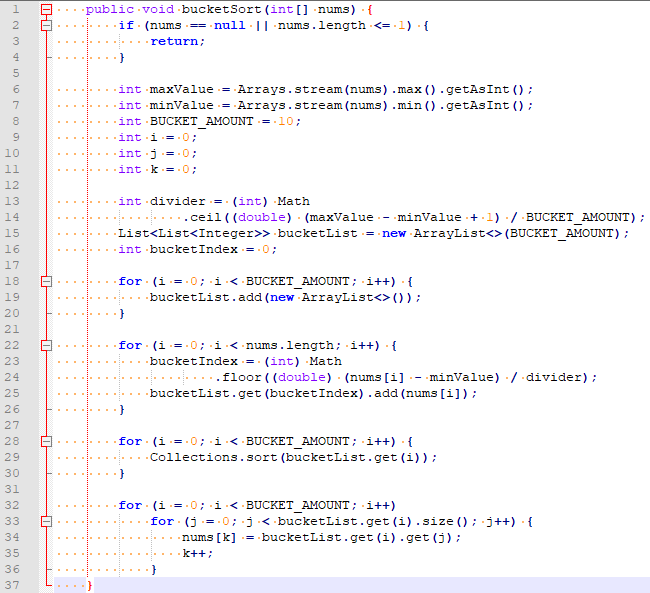 1 public void bucketSort(int[] nums) {
2 if (nums == null || nums.length <= 1) {
3 return;
4 }
5
6 int maxValue = Arrays.stream(nums).max().getAsInt();
7 int minValue = Arrays.stream(nums).min().getAsInt();
8 int BUCKET_AMOUNT = 10;
9 int i = 0;
10 int j = 0;
11 int k = 0;
12
13 int divider = (int) Math
14 .ceil((double) (maxValue - minValue + 1) / BUCKET_AMOUNT);
15 List<List<Integer>> bucketList = new ArrayList<>(BUCKET_AMOUNT);
16 int bucketIndex = 0;
17
18 for (i = 0; i < BUCKET_AMOUNT; i++) {
19 bucketList.add(new ArrayList<>());
20 }
21
22 for (i = 0; i < nums.length; i++) {
23 bucketIndex = (int) Math
24 .floor((double) (nums[i] - minValue) / divider);
25 bucketList.get(bucketIndex).add(nums[i]);
26 }
27
28 for (i = 0; i < BUCKET_AMOUNT; i++) {
29 Collections.sort(bucketList.get(i));
30 }
31
32 for (i = 0; i < BUCKET_AMOUNT; i++)
33 for (j = 0; j < bucketList.get(i).size(); j++) {
34 nums[k] = bucketList.get(i).get(j);
35 k++;
36 }
37 }